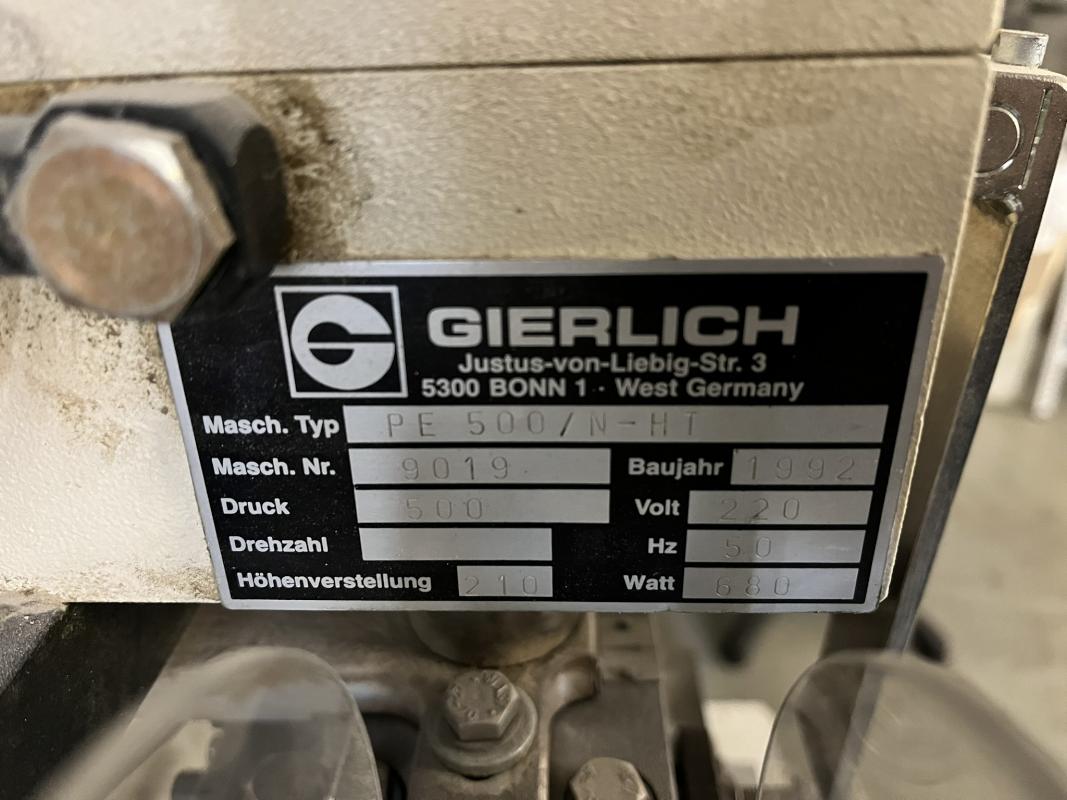 G GIERLICH
Justus-von-Liebig-Str. 3
5300 BONN 1 · West Germany
Masch. Typ PE 500/N-HT
Masch. Nr. 9019 Baujahr 1992
Druck 500 Volt 220
Drehzahl Hz 50
Höhenverstellung 210 Watt 680